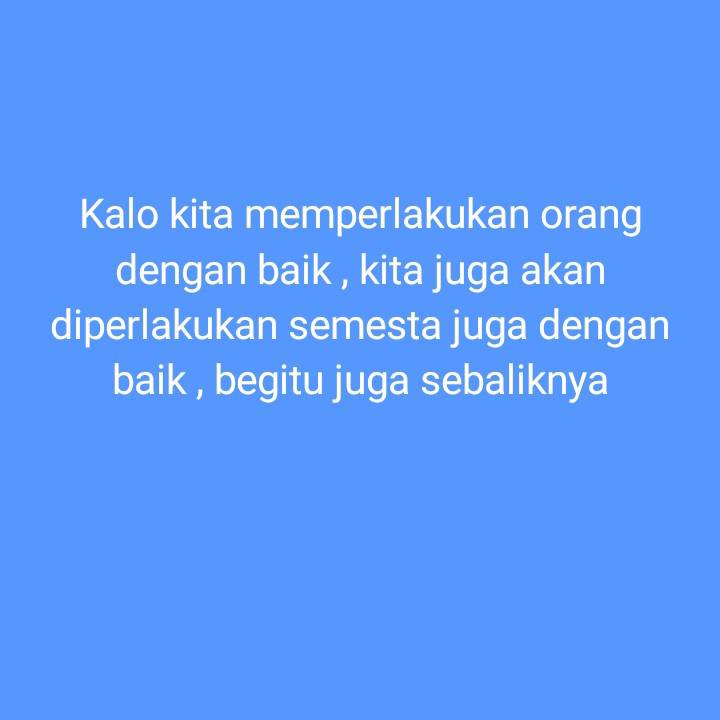 Kalo kita memperlakukan orang
dengan baik , kita juga akan
diperlakukan semesta juga dengan
baik , begitu juga sebaliknya